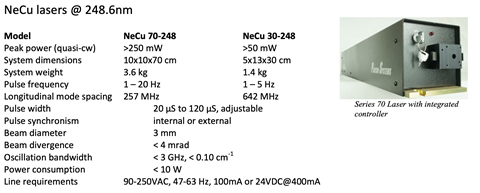 NeCu lasers @ 248.6nm
Model NeCu 70-248 NeCu 30-248
Peak power (quasi-cw) >250 mW >50 mW
System dimensions 10x10x70 cm 5x13x30 cm
System weight 3.6 kg 1.4 kg
Pulse frequency 1 – 20 Hz 1 – 5 Hz
Longitudinal mode spacing 257 MHz 642 MHz
Pulse width 20 µS to 120 µS, adjustable
Pulse synchronism internal or external
Beam diameter 3 mm
Beam divergence < 4 mrad
Oscillation bandwidth < 3 GHz, < 0.10 cm⁻¹
Power consumption < 10 W
Line requirements 90-250VAC, 47-63 Hz, 100mA or 24VDC@400mA
Photon Systems
Series 70 Laser with integrated
controller